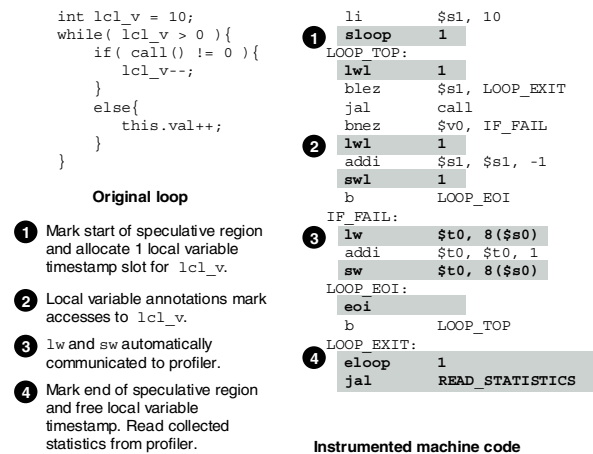 int lcl_v = 10;
while( lcl_v > 0 ){
if( call() != 0 ){
lcl_v--;
}
else{
this.val++;
}
}
Original loop
1 Mark start of speculative region
and allocate 1 local variable
timestamp slot for lcl_v.
2 Local variable annotations mark
accesses to lcl_v.
3 lw and sw automatically
communicated to profiler.
4 Mark end of speculative region
and free local variable
timestamp. Read collected
statistics from profiler.
li $s1, 10
1 sloop 1
LOOP_TOP:
lwl 1
blez $s1, LOOP_EXIT
jal call
bnez $v0, IF_FAIL
2 lwl 1
addi $s1, $s1, -1
swl 1
b LOOP_EOI
IF_FAIL:
3 lw $t0, 8($s0)
addi $t0, $t0, 1
sw $t0, 8($s0)
LOOP_EOI:
eoi
b LOOP_TOP
LOOP_EXIT:
4 eloop 1
jal READ_STATISTICS
Instrumented machine code